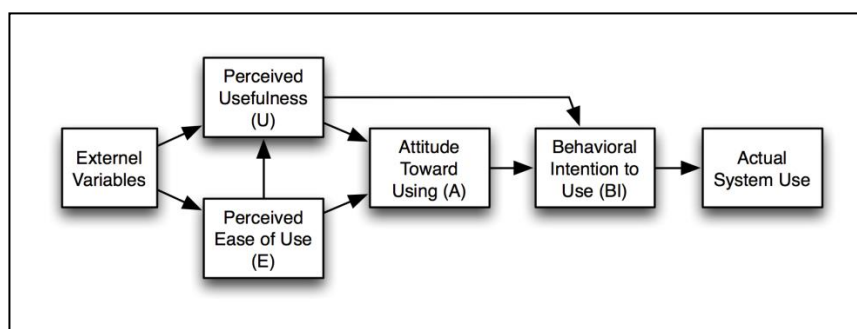 Externel
Variables
Perceived
Usefulness
(U)
Perceived
Ease of Use
(E)
Attitude
Toward
Using (A)
Behavioral
Intention to
Use (BI)
Actual
System Use